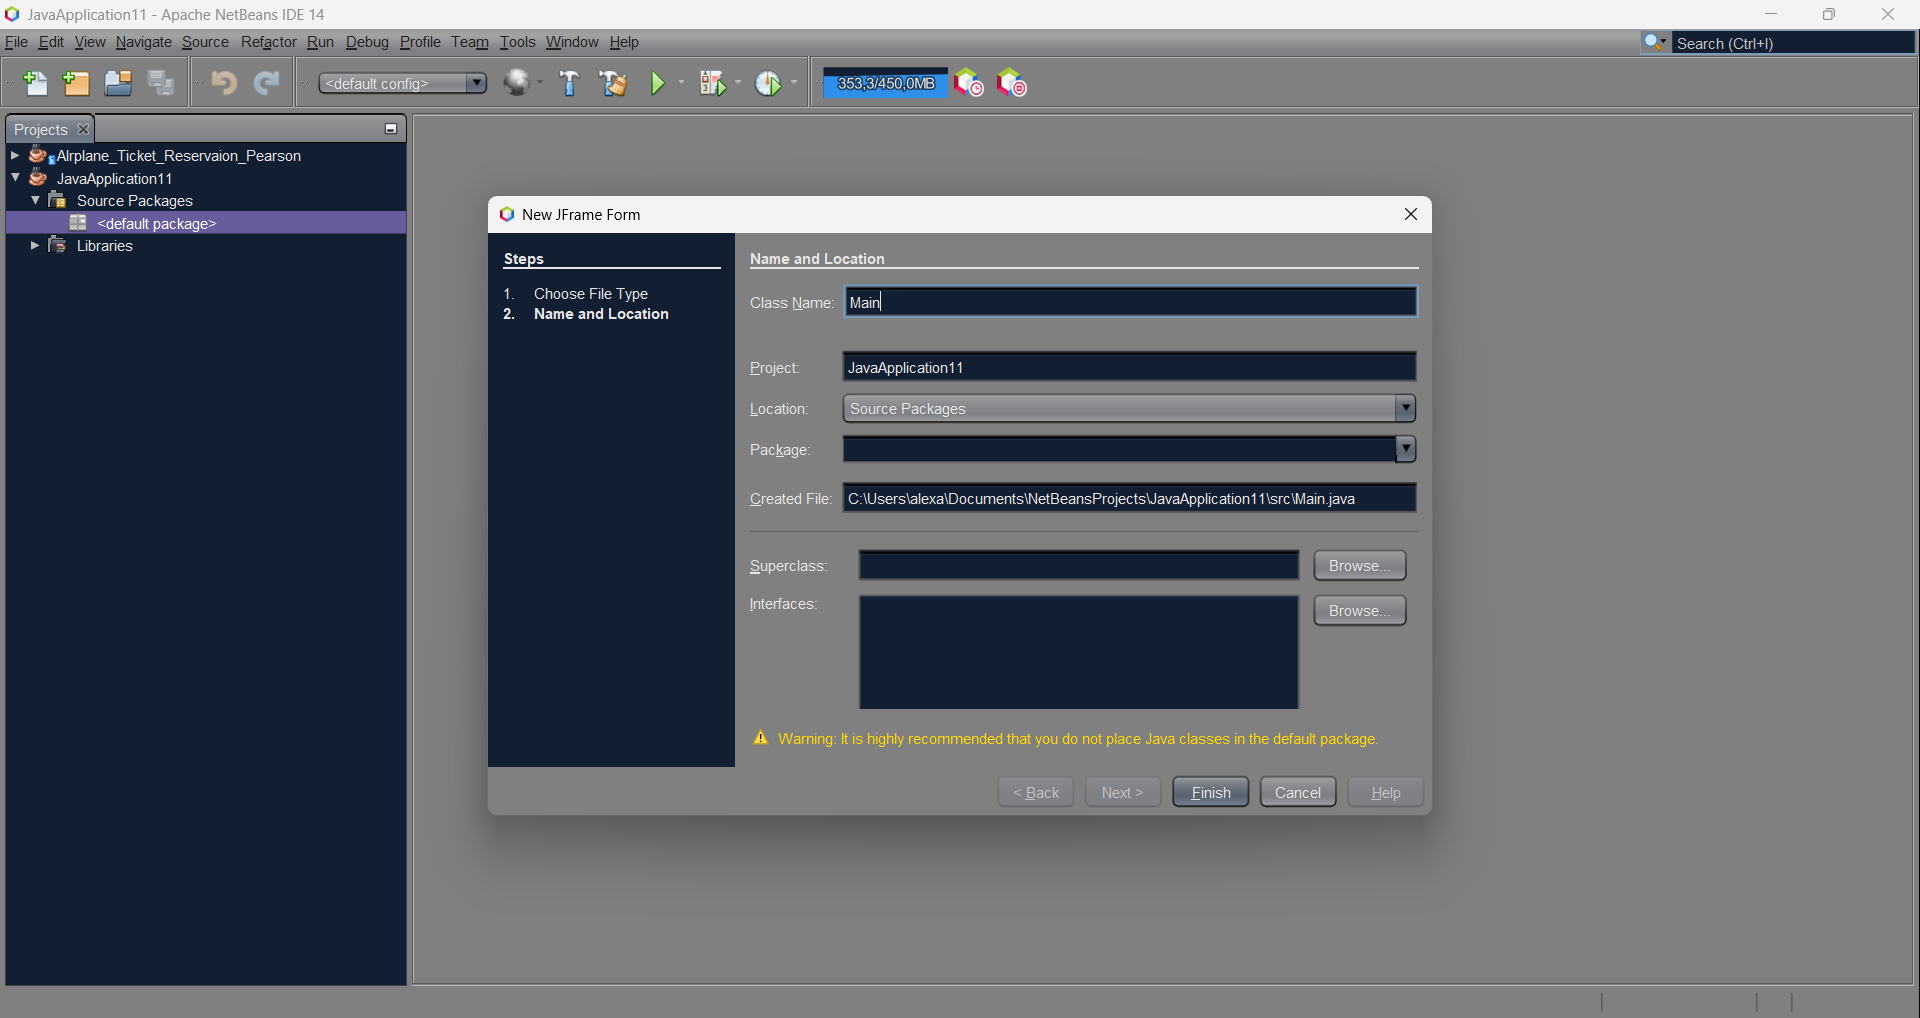 JavaApplication11 - Apache NetBeans IDE 14
File Edit View Navigate Source Refactor Run Debug Profile Team Tools Window Help
Search (Ctrl+I)
<default config>
353,3/450,0MB
Projects
AIrplane_Ticket_Reservaion_Pearson
JavaApplication11
Source Packages
<default package>
Libraries
New JFrame Form
Steps
1. Choose File Type
2. Name and Location
Name and Location
Class Name: Main
Project: JavaApplication11
Location: Source Packages
Package:
Created File: C:\Users\alexa\Documents\NetBeansProjects\JavaApplication11\src\Main.java
Superclass:
Browse...
Interfaces:
Browse...
Warning: It is highly recommended that you do not place Java classes in the default package.
< Back Next > Finish Cancel Help